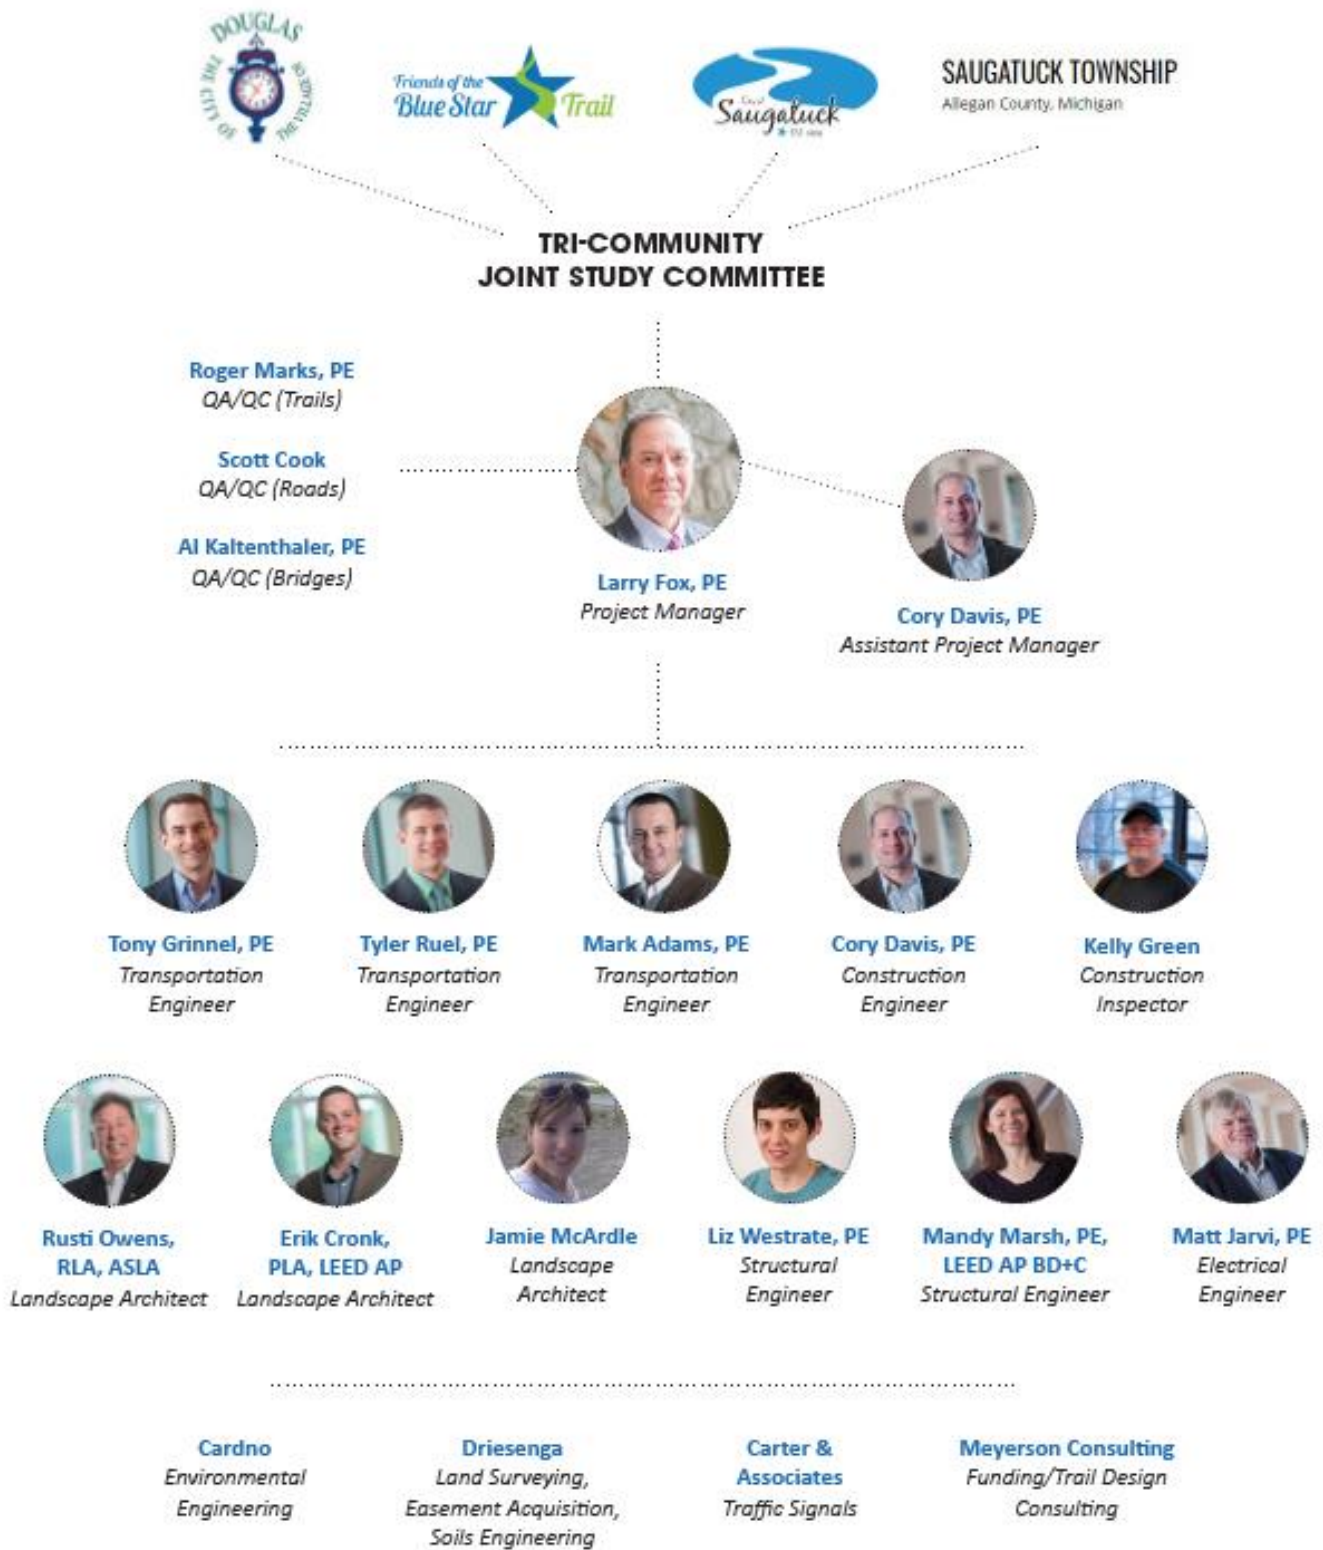 DOUGLAS
THE CITY OF
THE VILLAGE OF
Friends of the
Blue Star Trail
City of
Saugatuck
SAUGATUCK TOWNSHIP
Allegan County, Michigan
TRI-COMMUNITY
JOINT STUDY COMMITTEE
Roger Marks, PE
QA/QC (Trails)
Scott Cook
QA/QC (Roads)
Al Kaltenthaler, PE
QA/QC (Bridges)
Larry Fox, PE
Project Manager
Cory Davis, PE
Assistant Project Manager
Tony Grinnel, PE
Transportation
Engineer
Tyler Ruel, PE
Transportation
Engineer
Mark Adams, PE
Transportation
Engineer
Cory Davis, PE
Construction
Engineer
Kelly Green
Construction
Inspector
Rusti Owens,
RLA, ASLA
Landscape Architect
Erik Cronk,
PLA, LEED AP
Landscape Architect
Jamie McArdle
Landscape
Architect
Liz Westrate, PE
Structural
Engineer
Mandy Marsh, PE,
LEED AP BD+C
Structural Engineer
Matt Jarvi, PE
Electrical
Engineer
Cardno
Environmental
Engineering
Driesenga
Land Surveying,
Easement Acquisition,
Soils Engineering
Carter &
Associates
Traffic Signals
Meyerson Consulting
Funding/Trail Design
Consulting